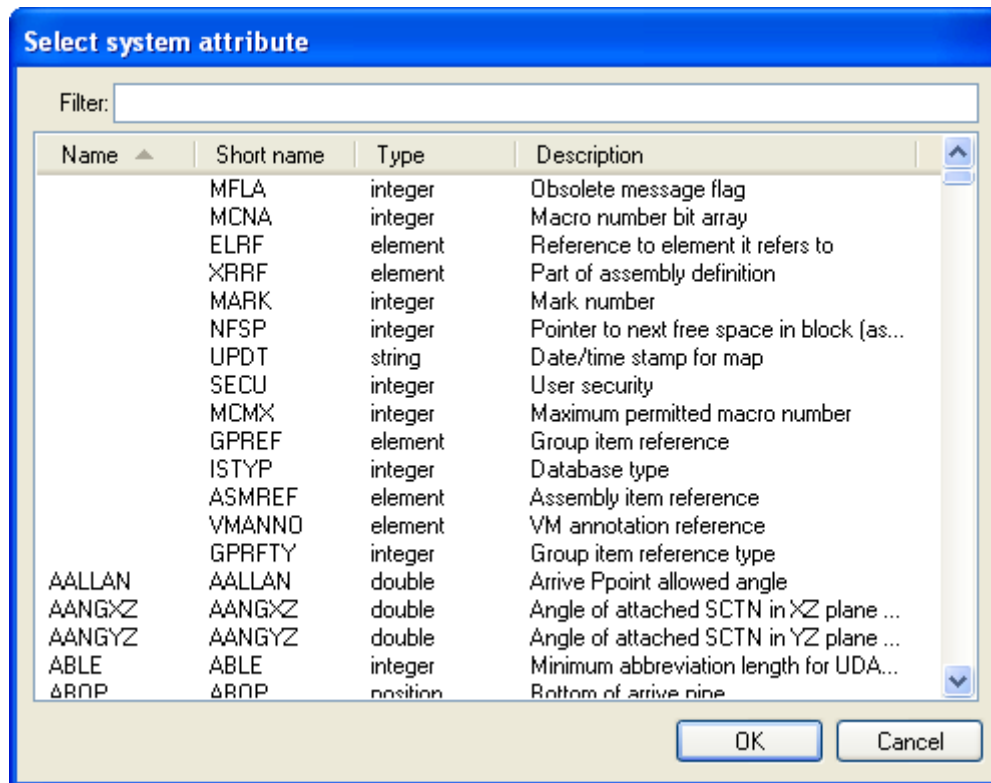 Select system attribute
Filter:
Name Short name Type Description
MFLA integer Obsolete message flag
MCNA integer Macro number bit array
ELRF element Reference to element it refers to
XRRF element Part of assembly definition
MARK integer Mark number
NFSP integer Pointer to next free space in block (as...
UPDT string Date/time stamp for map
SECU integer User security
MCMX integer Maximum permitted macro number
GPREF element Group item reference
ISTYP integer Database type
ASMREF element Assembly item reference
VMANNO element VM annotation reference
GPRFTY integer Group item reference type
AALLAN AALLAN double Arrive Ppoint allowed angle
AANGXZ AANGXZ double Angle of attached SCTN in XZ plane ...
AANGYZ AANGYZ double Angle of attached SCTN in YZ plane ...
ABLE ABLE integer Minimum abbreviation length for UDA...
ABOP ABOP position Bottom of arrive pipe
OK Cancel